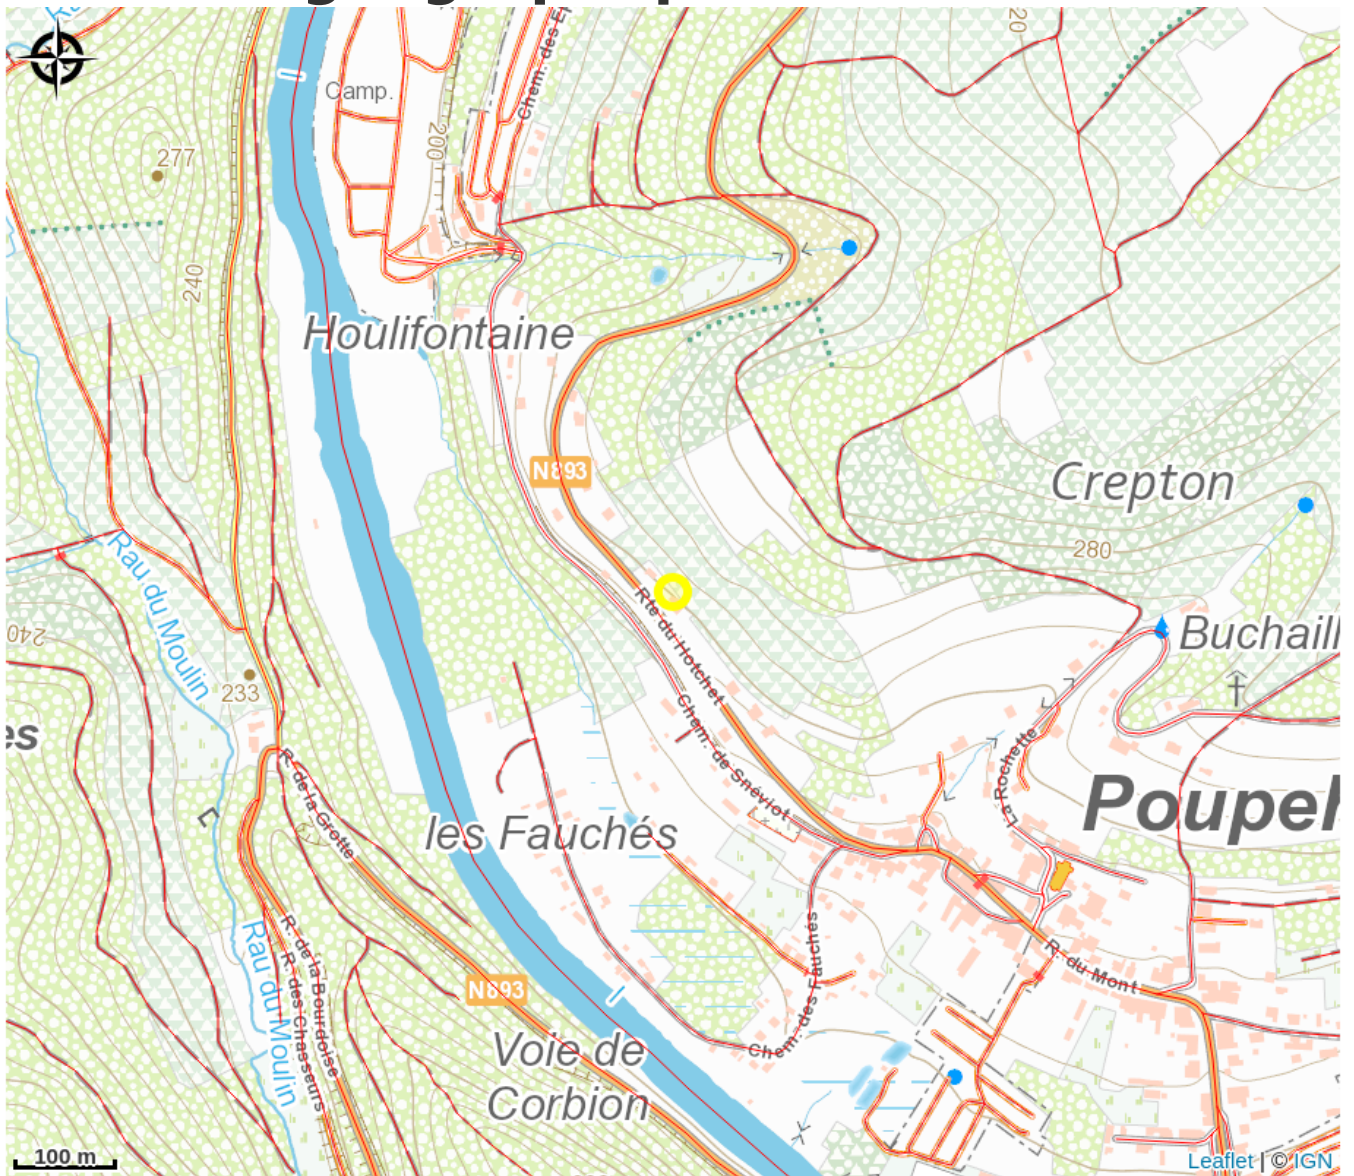 20
Camp.
Chem. des
200
277
240
Houlifontaine
N893
Crepton
280
Rau du Moulin
Rte. du Hotchet
Buchaill
240
233
es
Chem. de Snéviot
La Rochette
Poupeh
R. de la Grotte
les Fauchés
Chem. des Fauchés
R. du Mont
R. de la Bourdoise
R. des Chasseurs
Rau du Moulin
N893
Voie de
Corbion
100 m
Leaflet | © IGN